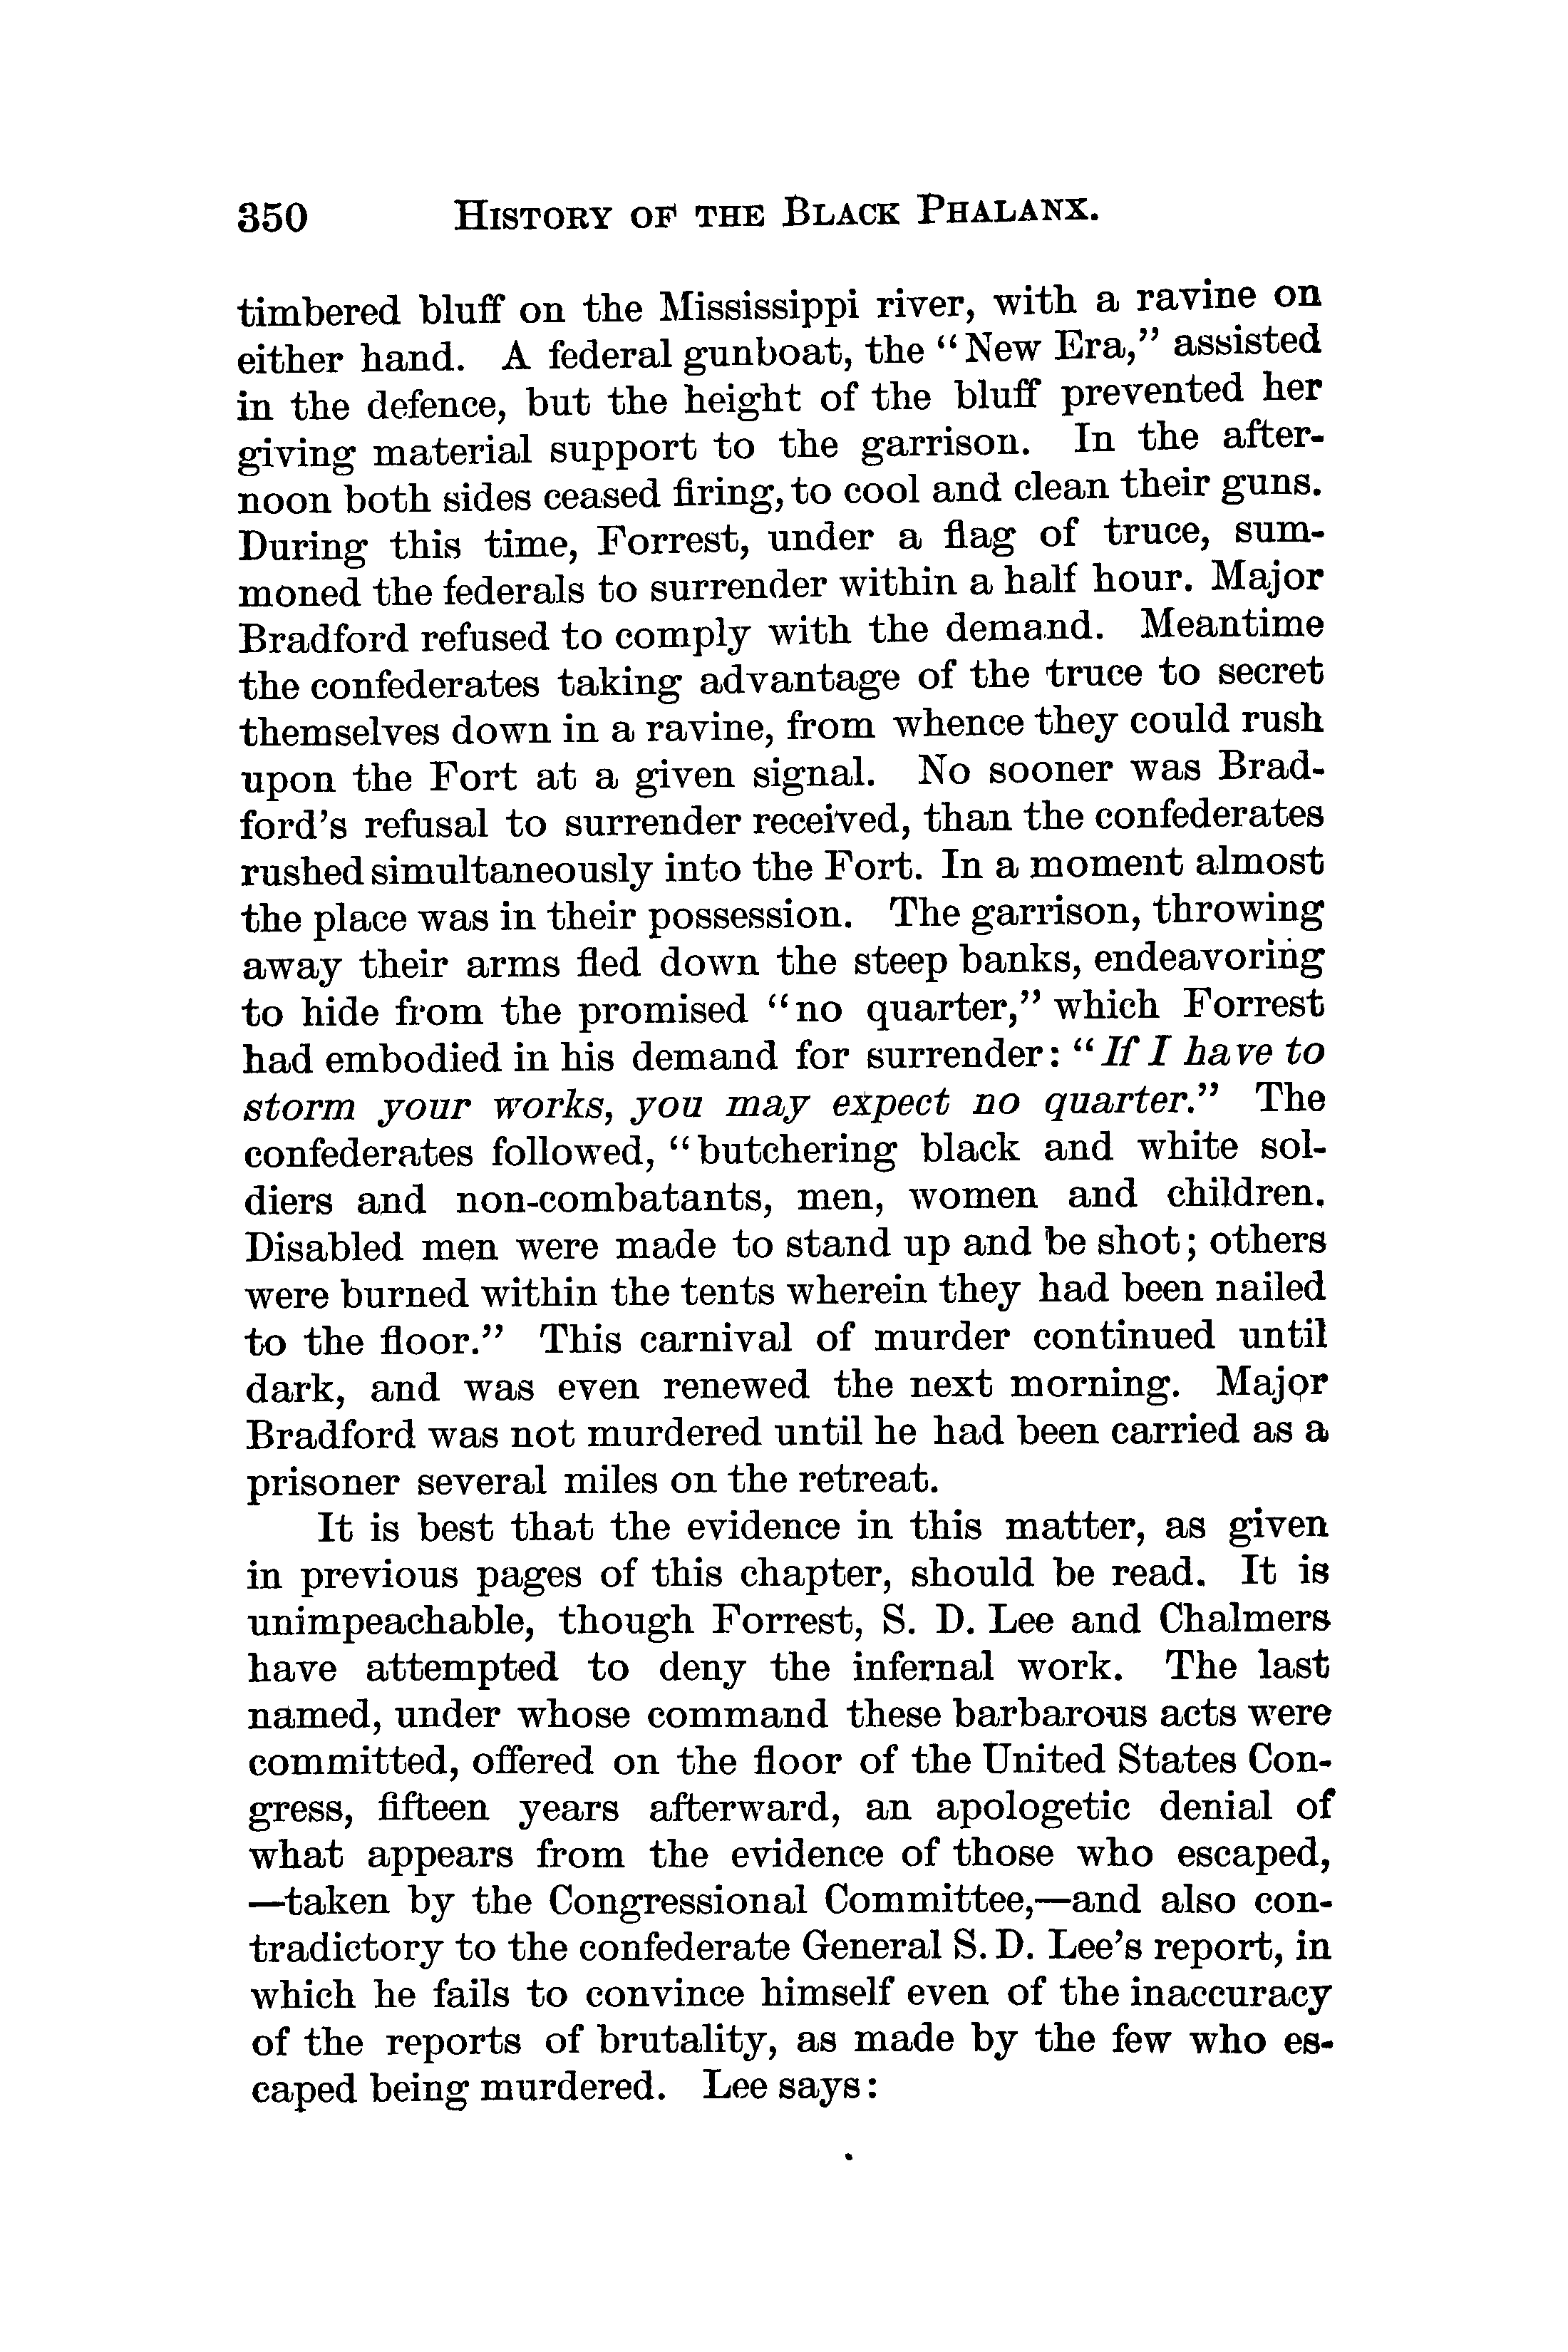 350 HISTORY OF THE BLACK PHALANX.
timbered bluff on the Mississippi river, with a ravine on
either hand. A federal gunboat, the “New Era,” assisted
in the defence, but the height of the bluff prevented her
giving material support to the garrison. In the after-
noon both sides ceased firing, to cool and clean their guns.
During this time, Forrest, under a flag of truce, sum-
moned the federals to surrender within a half hour. Major
Bradford refused to comply with the demand. Meantime
the confederates taking advantage of the truce to secret
themselves down in a ravine, from whence they could rush
upon the Fort at a given signal. No sooner was Brad-
ford’s refusal to surrender received, than the confederates
rushed simultaneously into the Fort. In a moment almost
the place was in their possession. The garrison, throwing
away their arms fled down the steep banks, endeavoring
to hide from the promised “no quarter,” which Forrest
had embodied in his demand for surrender: “If I have to
storm your works, you may expect no quarter.” The
confederates followed, “butchering black and white sol-
diers and non-combatants, men, women and children.
Disabled men were made to stand up and be shot; others
were burned within the tents wherein they had been nailed
to the floor.” This carnival of murder continued until
dark, and was even renewed the next morning. Major
Bradford was not murdered until he had been carried as a
prisoner several miles on the retreat.
It is best that the evidence in this matter, as given
in previous pages of this chapter, should be read. It is
unimpeachable, though Forrest, S. D. Lee and Chalmers
have attempted to deny the infernal work. The last
named, under whose command these barbarous acts were
committed, offered on the floor of the United States Con-
gress, fifteen years afterward, an apologetic denial of
what appears from the evidence of those who escaped,
—taken by the Congressional Committee,—and also con-
tradictory to the confederate General S. D. Lee’s report, in
which he fails to convince himself even of the inaccuracy
of the reports of brutality, as made by the few who es-
caped being murdered. Lee says: